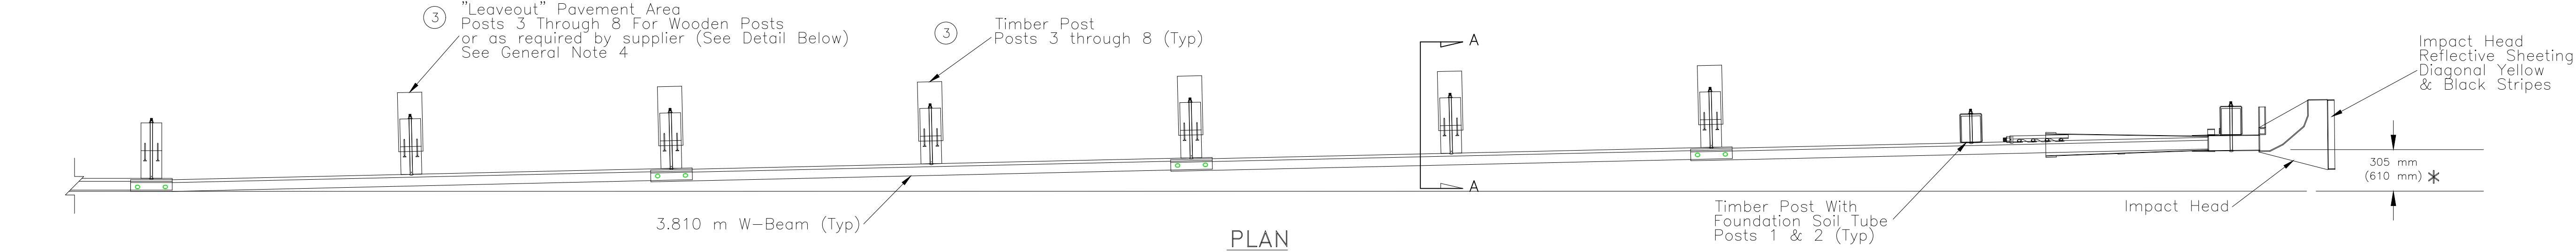 3
"Leaveout" Pavement Area
Posts 3 Through 8 For Wooden Posts
or as required by supplier (See Detail Below)
See General Note 4
3
Timber Post
Posts 3 through 8 (Typ)
A
Impact Head
Reflective Sheeting
Diagonal Yellow
& Black Stripes
305 mm
(610 mm) *
A
3.810 m W-Beam (Typ)
Timber Post With
Foundation Soil Tube
Posts 1 & 2 (Typ)
Impact Head
PLAN